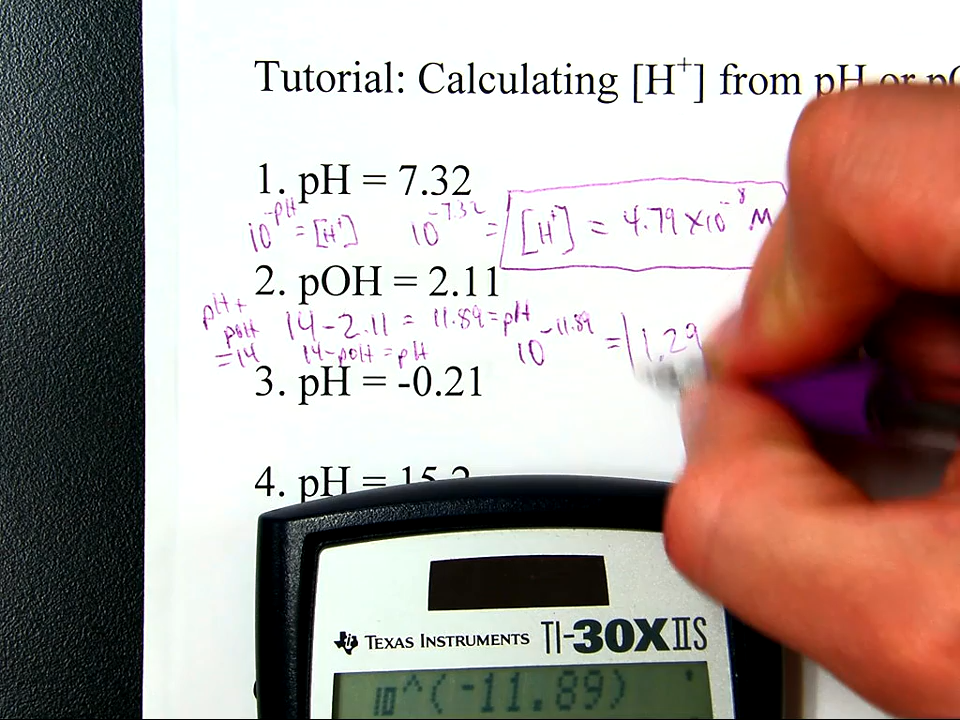 Tutorial: Calculating [H⁺] from pH or
1. pH = 7.32
10^-pH = [H⁺] 10^-7.32 = [H⁺] = 4.79 x 10^-8 M
2. pOH = 2.11
pH + pOH = 14 14 - 2.11 = 11.89 = pH 10^-11.89 = 1.29
14 - pOH = pH
3. pH = -0.21
4. pH = 15.2
TEXAS INSTRUMENTS TI-30X IIS
10^(-11.89)